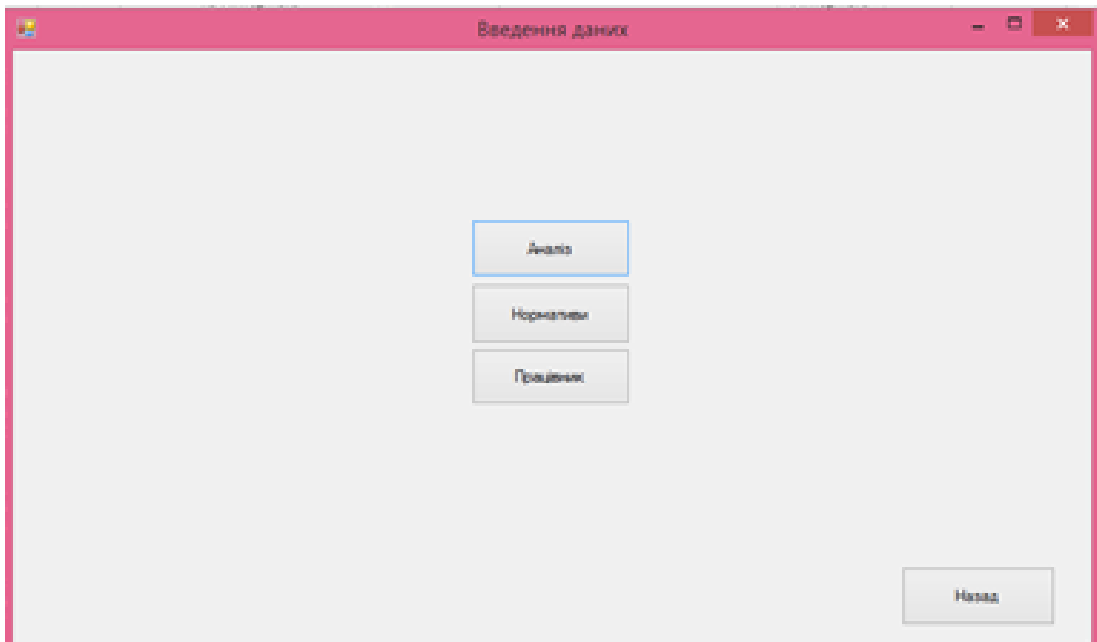 Введення даних
Аналіз
Нормативи
Працівник
Назад